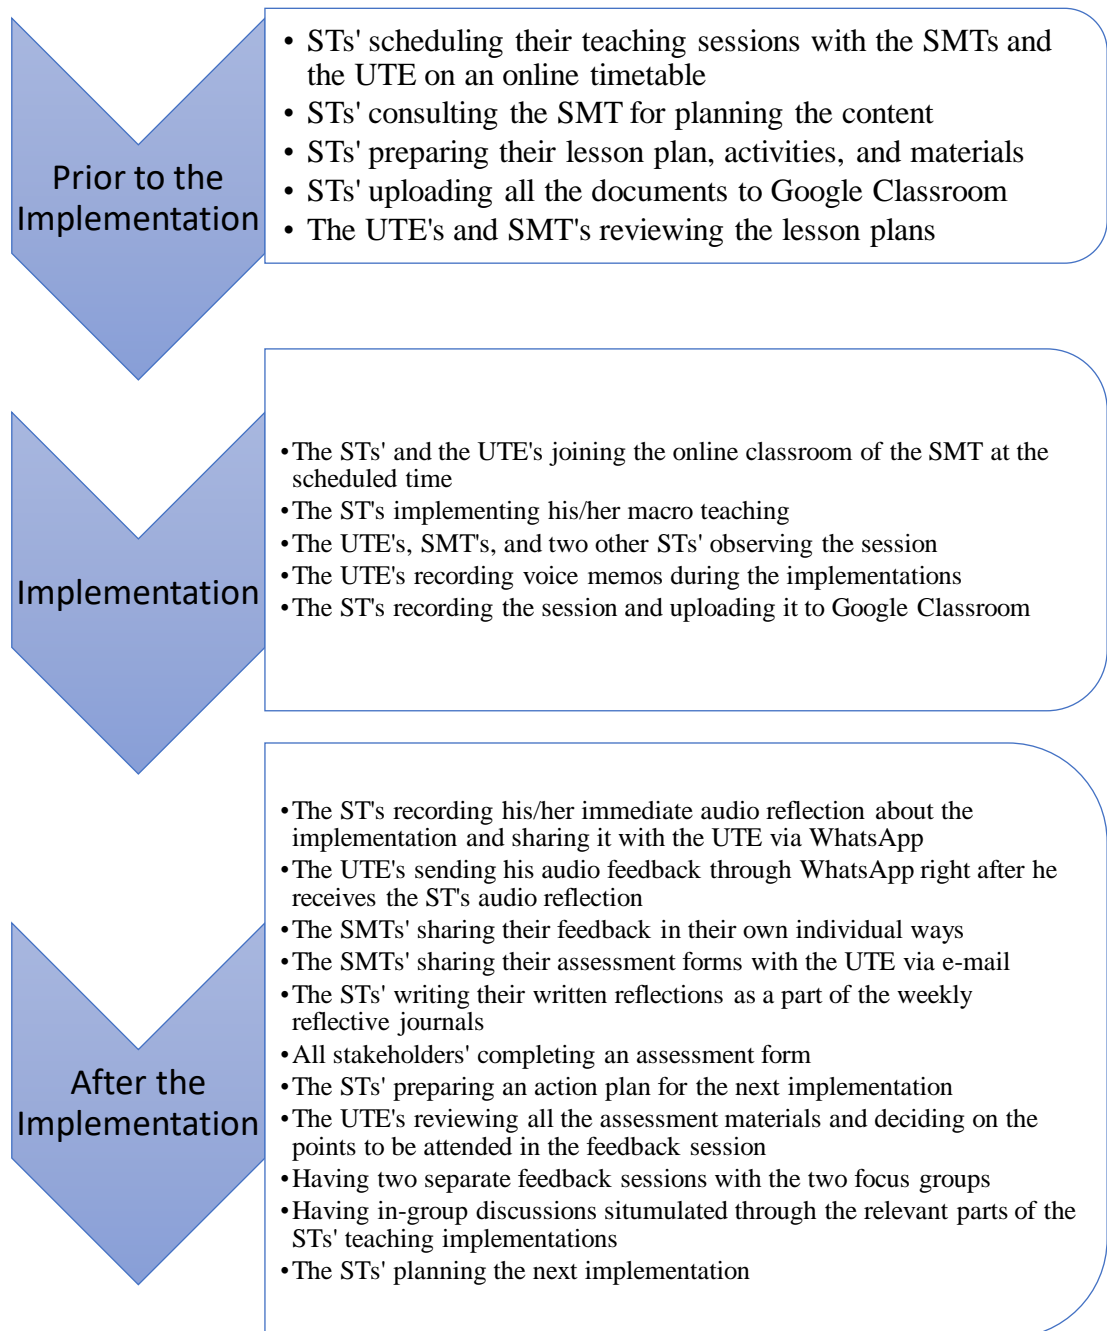 Prior to the
Implementation
• STs' scheduling their teaching sessions with the SMTs and
the UTE on an online timetable
• STs' consulting the SMT for planning the content
• STs' preparing their lesson plan, activities, and materials
• STs' uploading all the documents to Google Classroom
• The UTE's and SMT's reviewing the lesson plans
Implementation
•The STs' and the UTE's joining the online classroom of the SMT at the
scheduled time
•The ST's implementing his/her macro teaching
•The UTE's, SMT's, and two other STs' observing the session
•The UTE's recording voice memos during the implementations
•The ST's recording the session and uploading it to Google Classroom
After the
Implementation
•The ST's recording his/her immediate audio reflection about the
implementation and sharing it with the UTE via WhatsApp
•The UTE's sending his audio feedback through WhatsApp right after he
receives the ST's audio reflection
•The SMTs' sharing their feedback in their own individual ways
•The SMTs' sharing their assessment forms with the UTE via e-mail
•The STs' writing their written reflections as a part of the weekly
reflective journals
•All stakeholders' completing an assessment form
•The STs' preparing an action plan for the next implementation
•The UTE's reviewing all the assessment materials and deciding on the
points to be attended in the feedback session
•Having two separate feedback sessions with the two focus groups
•Having in-group discussions situmulated through the relevant parts of the
STs' teaching implementations
•The STs' planning the next implementation